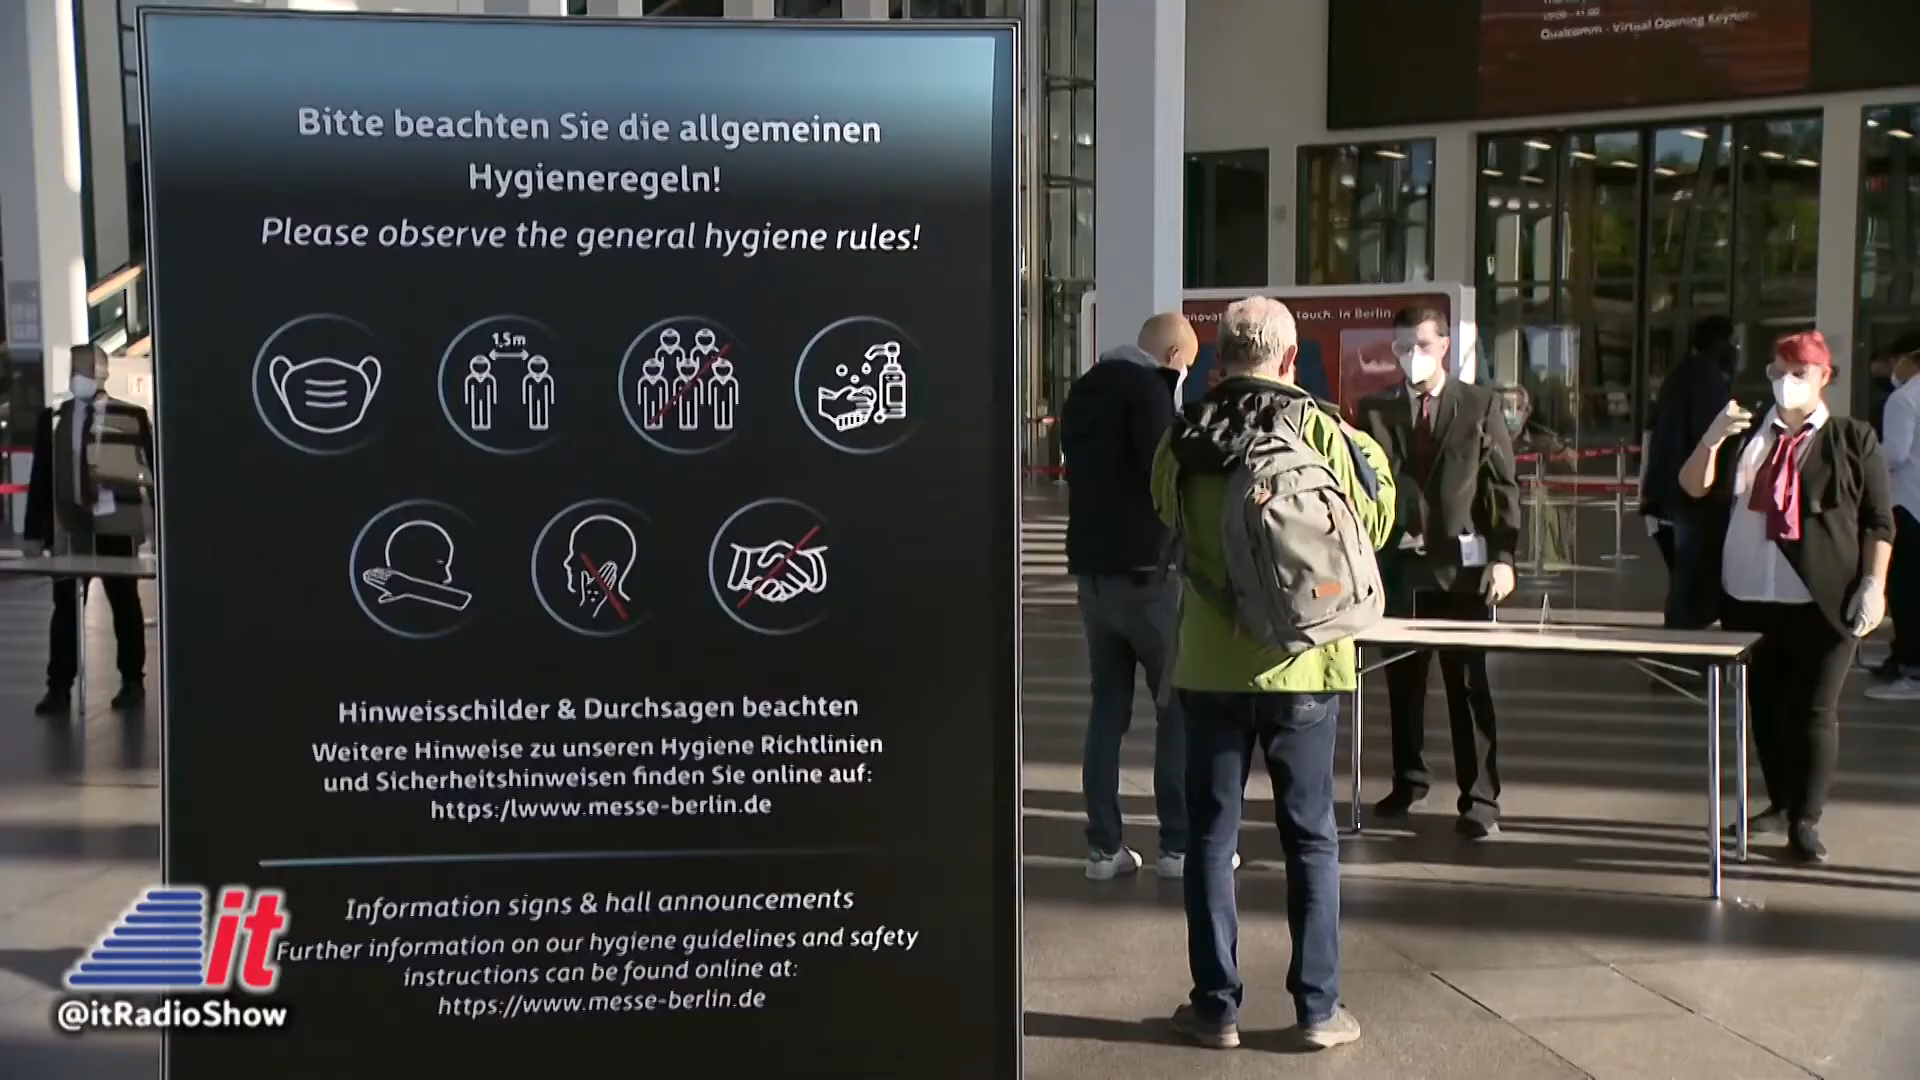 Bitte beachten Sie die allgemeinen
Hygieneregeln!
Please observe the general hygiene rules!
1,5m
Hinweisschilder & Durchsagen beachten
Weitere Hinweise zu unseren Hygiene Richtlinien
und Sicherheitshinweisen finden Sie online auf:
https:/lwww.messe-berlin.de
Information signs & hall announcements
Further information on our hygiene guidelines and safety
instructions can be found online at:
https://www.messe-berlin.de
it
@itRadioShow
Qualcomm - Virtual Opening Keynot
touch. In Berlin.